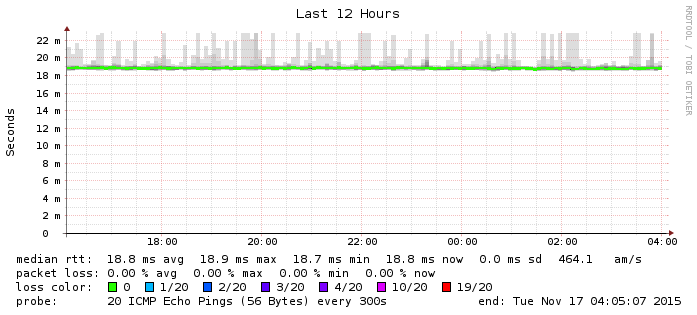 Last 12 Hours
RRDTOOL / TOBI OETIKER
Seconds
22 m
20 m
18 m
16 m
14 m
12 m
10 m
8 m
6 m
4 m
2 m
0
18:00 20:00 22:00 00:00 02:00 04:00
median rtt: 18.8 ms avg 18.9 ms max 18.7 ms min 18.8 ms now 0.0 ms sd 464.1 am/s
packet loss: 0.00 % avg 0.00 % max 0.00 % min 0.00 % now
loss color: 0 1/20 2/20 3/20 4/20 10/20 19/20
probe: 20 ICMP Echo Pings (56 Bytes) every 300s end: Tue Nov 17 04:05:07 2015